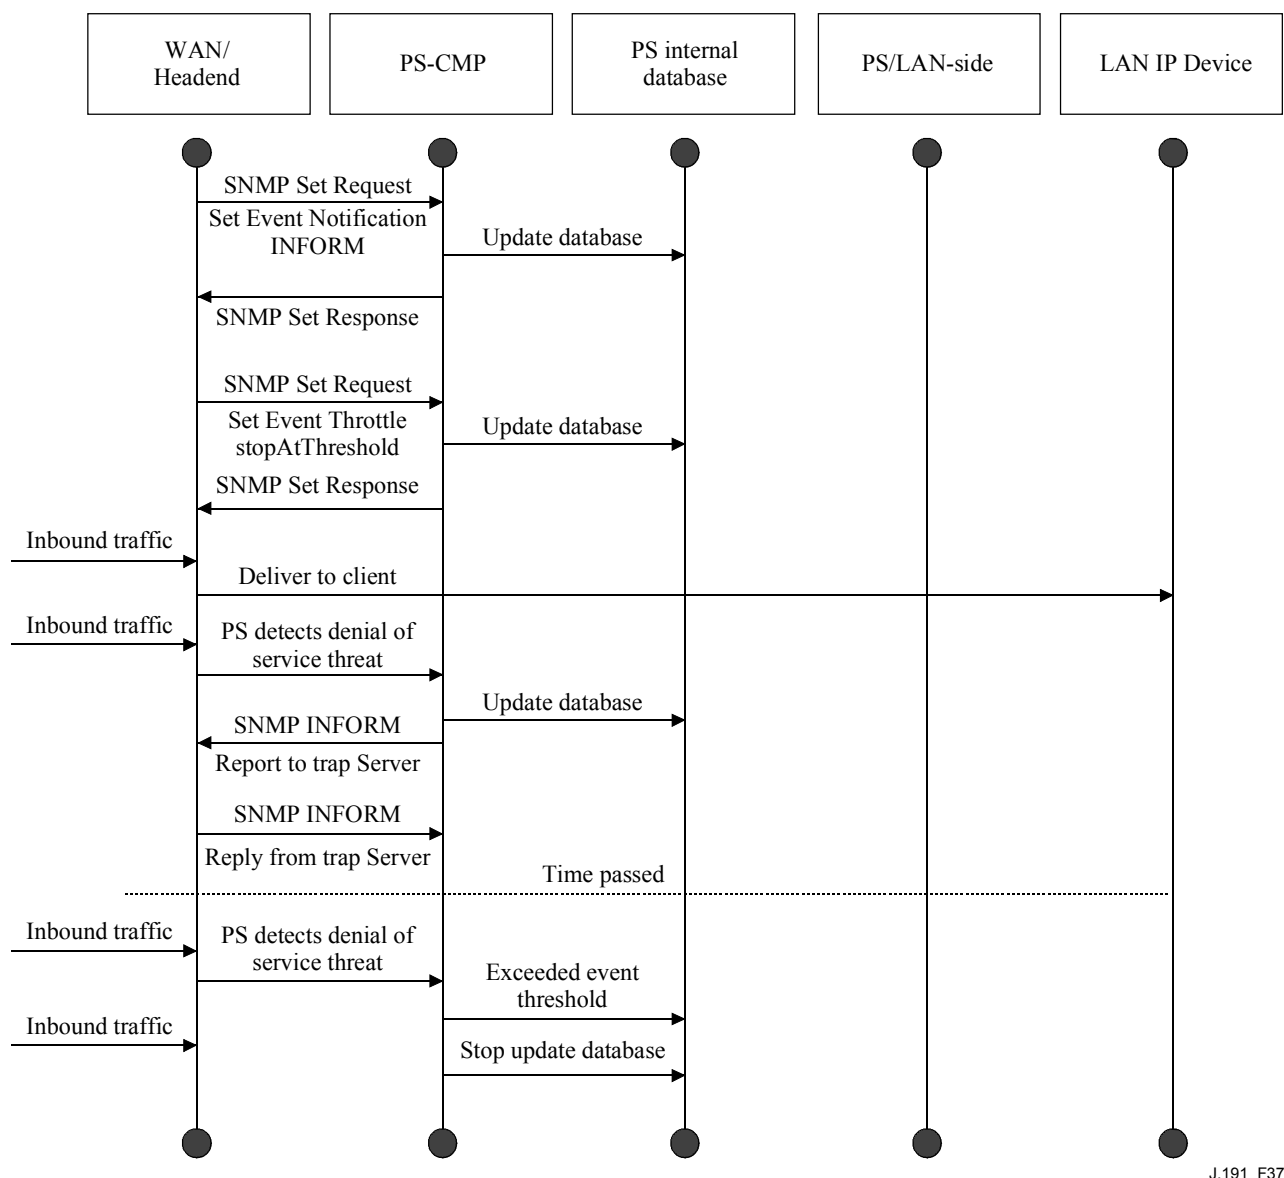 WAN/
Headend
PS-CMP
PS internal
database
PS/LAN-side
LAN IP Device
SNMP Set Request
Set Event Notification
INFORM
Update database
SNMP Set Response
SNMP Set Request
Set Event Throttle
stopAtThreshold
Update database
SNMP Set Response
Inbound traffic
Deliver to client
Inbound traffic
PS detects denial of
service threat
Update database
SNMP INFORM
Report to trap Server
SNMP INFORM
Reply from trap Server
Time passed
Inbound traffic
PS detects denial of
service threat
Exceeded event
threshold
Inbound traffic
Stop update database
J.191_F37